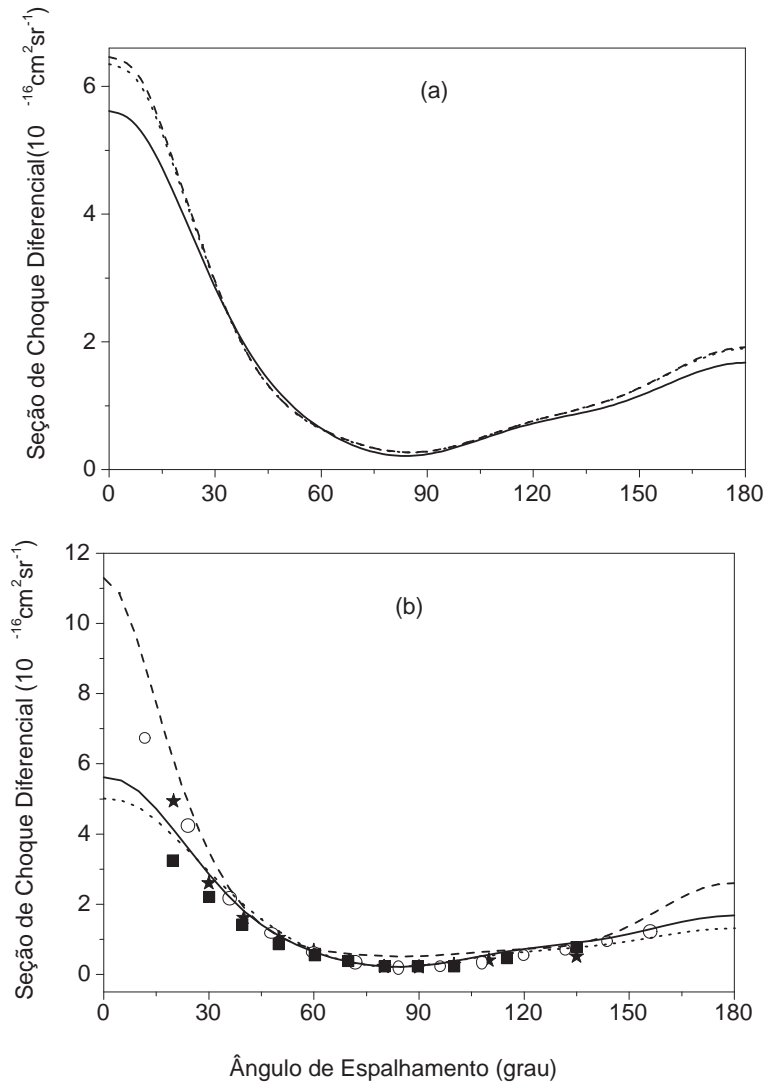 Seção de Choque Diferencial(10 -16cm2sr-1)
(a)
6
4
2
0
0 30 60 90 120 150 180
Seção de Choque Diferencial (10 -16cm2sr-1)
(b)
12
10
8
6
4
2
0
0 30 60 90 120 150 180
Ângulo de Espalhamento (grau)